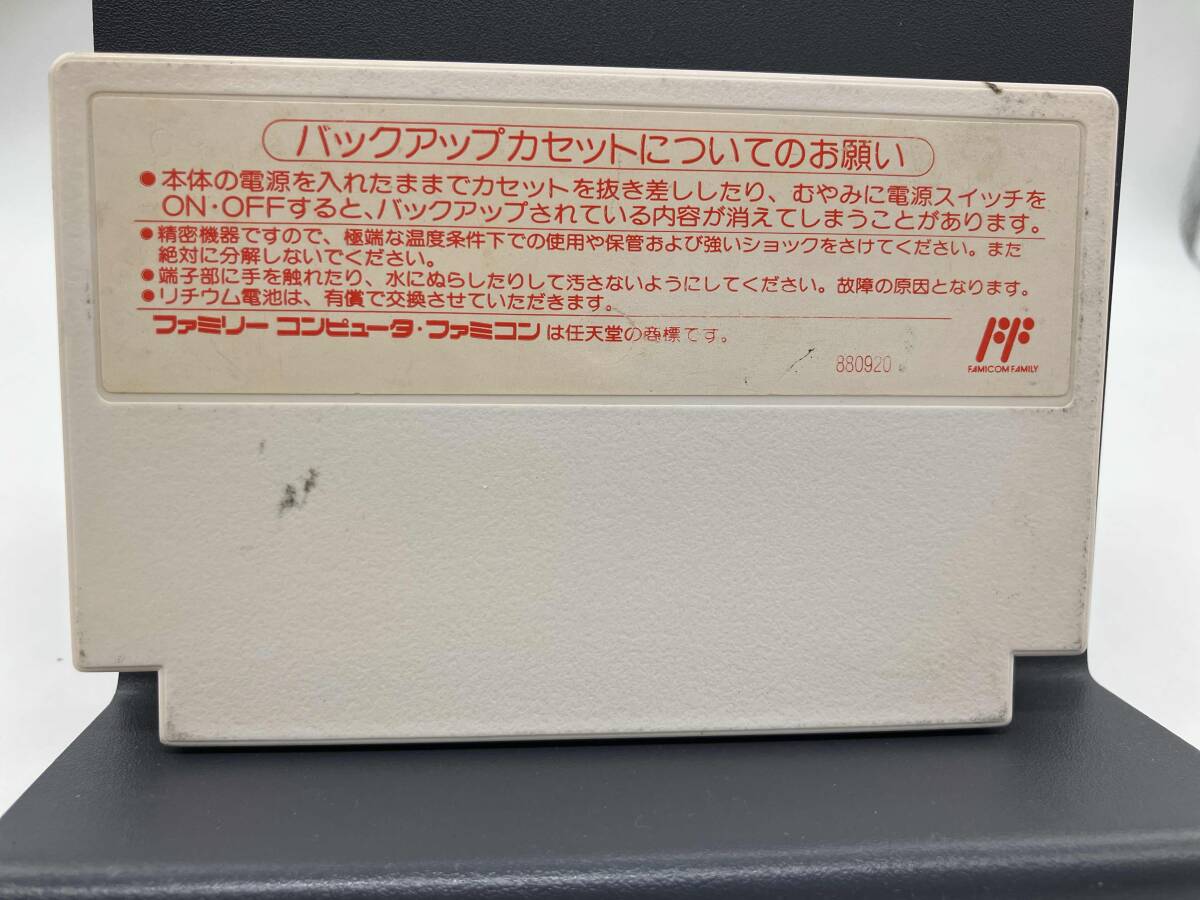 バックアップカセットについてのお願い
●本体の電源を入れたままでカセットを抜き差ししたり、むやみに電源スイッチを
ON・OFFすると、バックアップされている内容が消えてしまうことがあります。
●精密機器ですので、極端な温度条件下での使用や保管および強いショックをさけてください。また
絶対に分解しないでください。
●端子部に手を触れたり、水にぬらしたりして汚さないようにしてください。故障の原因となります。
●リチウム電池は、有償で交換させていただきます。
ファミリーコンピュータ・ファミコンは任天堂の商標です。
880920
FAMICOM FAMILY